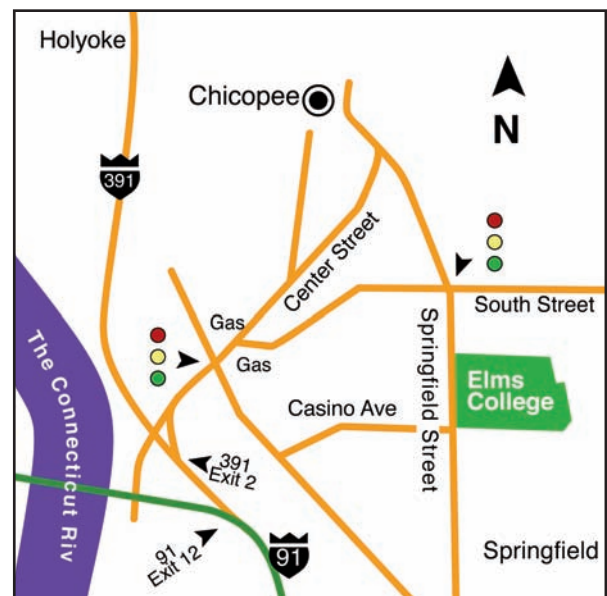 Holyoke
Chicopee
N
391
Center Street
South Street
Gas
Gas
The Connecticut Riv
Springfield Street
Elms
College
Casino Ave
391
Exit 2
91
Exit 12
91
Springfield